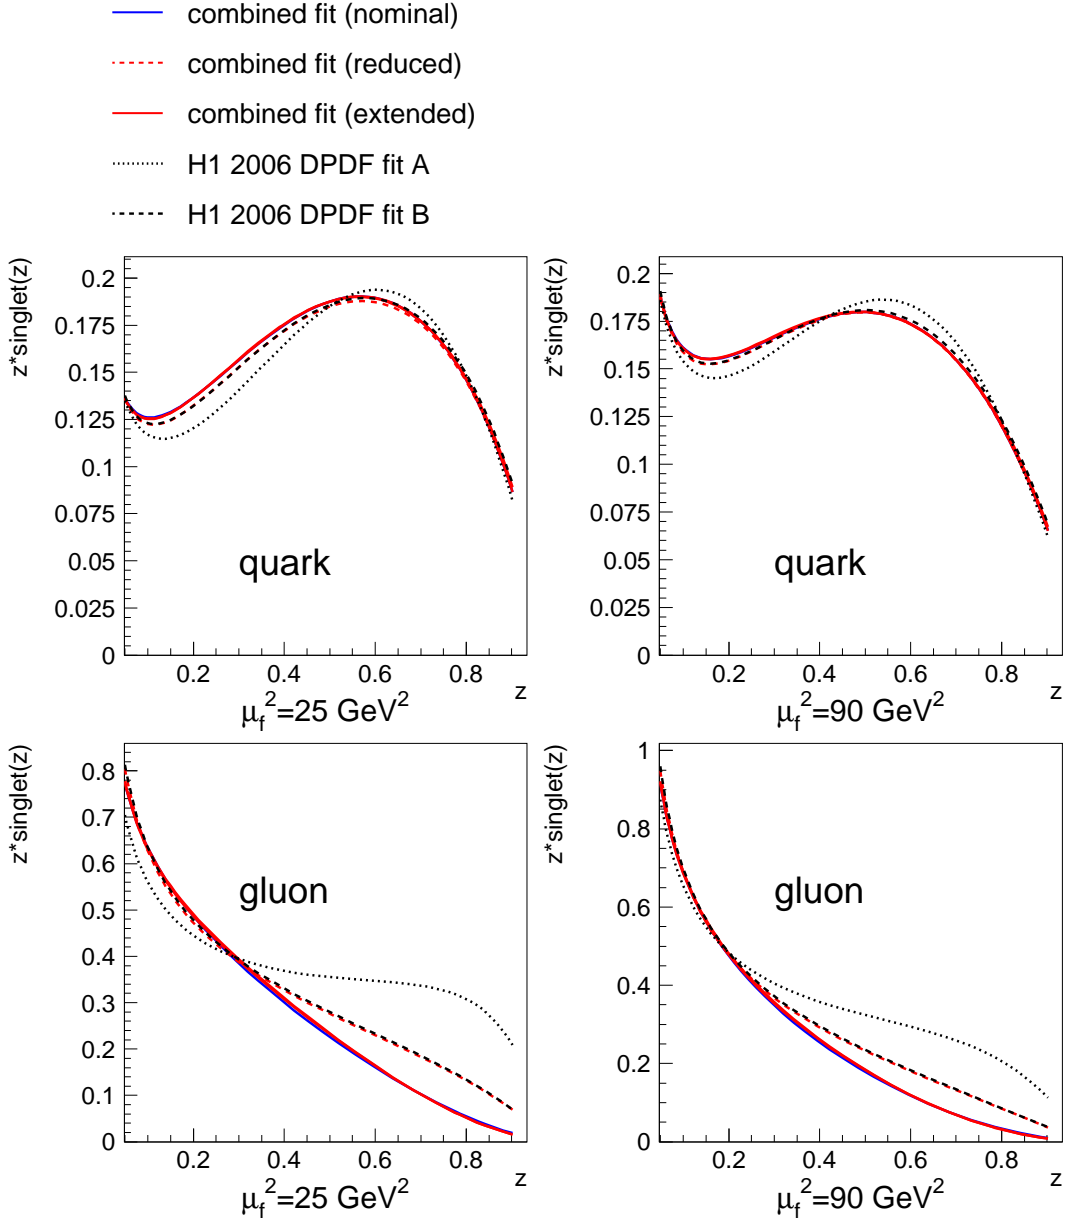 combined fit (nominal)
combined fit (reduced)
combined fit (extended)
H1 2006 DPDF fit A
H1 2006 DPDF fit B
z*singlet(z)
0.2
0.175
0.15
0.125
0.1
0.075
0.05
0.025
0
quark
0.2 0.4 0.6 0.8
z
μf²=25 GeV²
z*singlet(z)
0.2
0.175
0.15
0.125
0.1
0.075
0.05
0.025
0
quark
0.2 0.4 0.6 0.8
z
μf²=90 GeV²
z*singlet(z)
0.8
0.7
0.6
0.5
0.4
0.3
0.2
0.1
0
gluon
0.2 0.4 0.6 0.8
z
μf²=25 GeV²
z*singlet(z)
1
0.8
0.6
0.4
0.2
0
gluon
0.2 0.4 0.6 0.8
z
μf²=90 GeV²